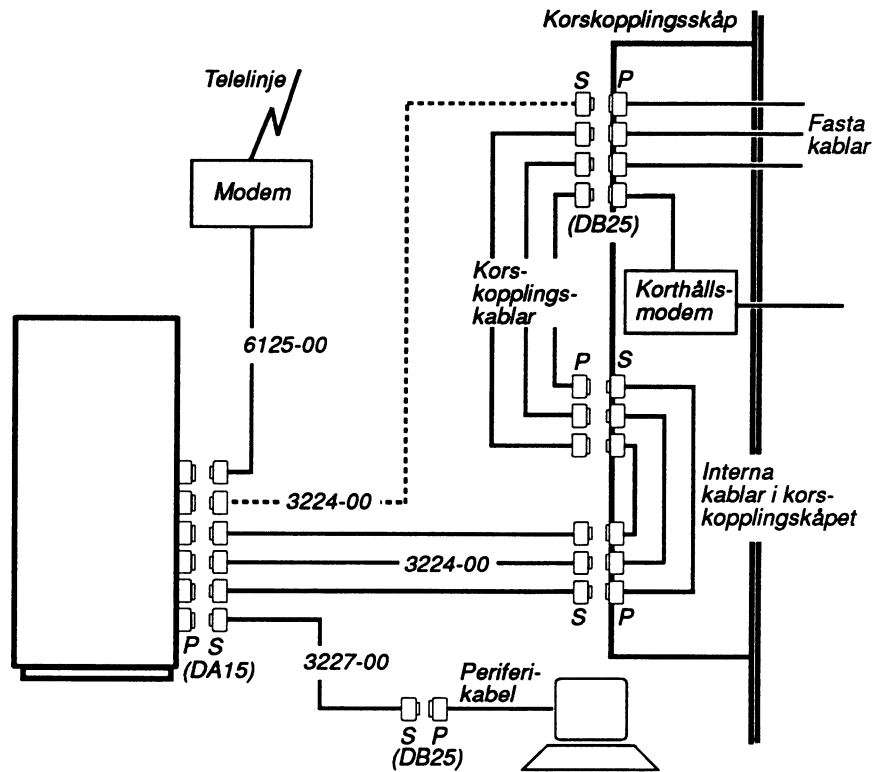 Korskopplingsskåp
Telelinje
S P
Fasta
kablar
Modem
(DB25)
Kors-
kopplings-
kablar
Korthålls-
modem
6125-00
P S
Interna
kablar i kors-
kopplingskåpet
3224-00
3224-00
S P
P S
(DA15)
3227-00
Periferi-
kabel
S P
(DB25)